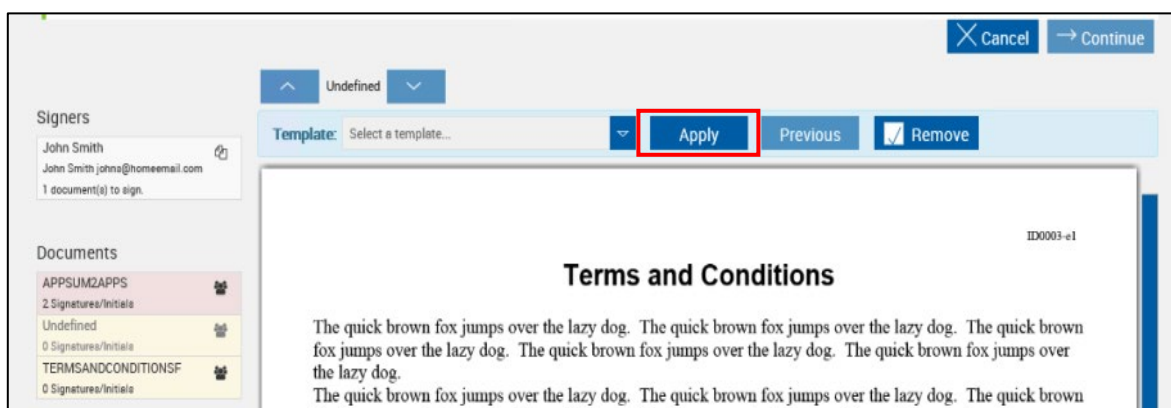 Cancel
Continue
Undefined
Signers
John Smith
John Smith johns@homeemail.com
1 document(s) to sign.
Template: Select a template... Apply Previous Remove
Documents
APPSUM2APPS
2 Signatures/Initials
Undefined
0 Signatures/Initials
TERMSANDCONDITIONSF
0 Signatures/Initials
ID0003-e1
Terms and Conditions
The quick brown fox jumps over the lazy dog. The quick brown fox jumps over the lazy dog. The quick brown
fox jumps over the lazy dog. The quick brown fox jumps over the lazy dog. The quick brown fox jumps over
the lazy dog.
The quick brown fox jumps over the lazy dog. The quick brown fox jumps over the lazy dog. The quick brown